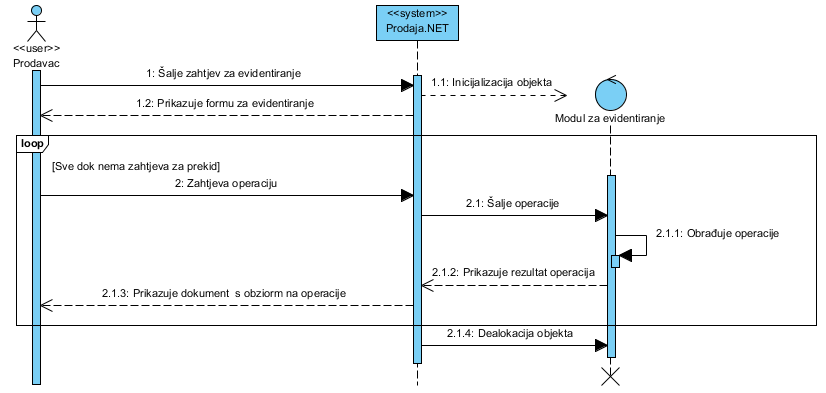 <<system>>
Prodaja.NET
<<user>>
Prodavac
1: Šalje zahtjev za evidentiranje
1.1: Inicijalizacija objekta
1.2: Prikazuje formu za evidentiranje
Modul za evidentiranje
loop
[Sve dok nema zahtjeva za prekid]
2: Zahtjeva operaciju
2.1: Šalje operacije
2.1.1: Obrađuje operacije
2.1.2: Prikazuje rezultat operacija
2.1.3: Prikazuje dokument s obziorm na operacije
2.1.4: Dealokacija objekta